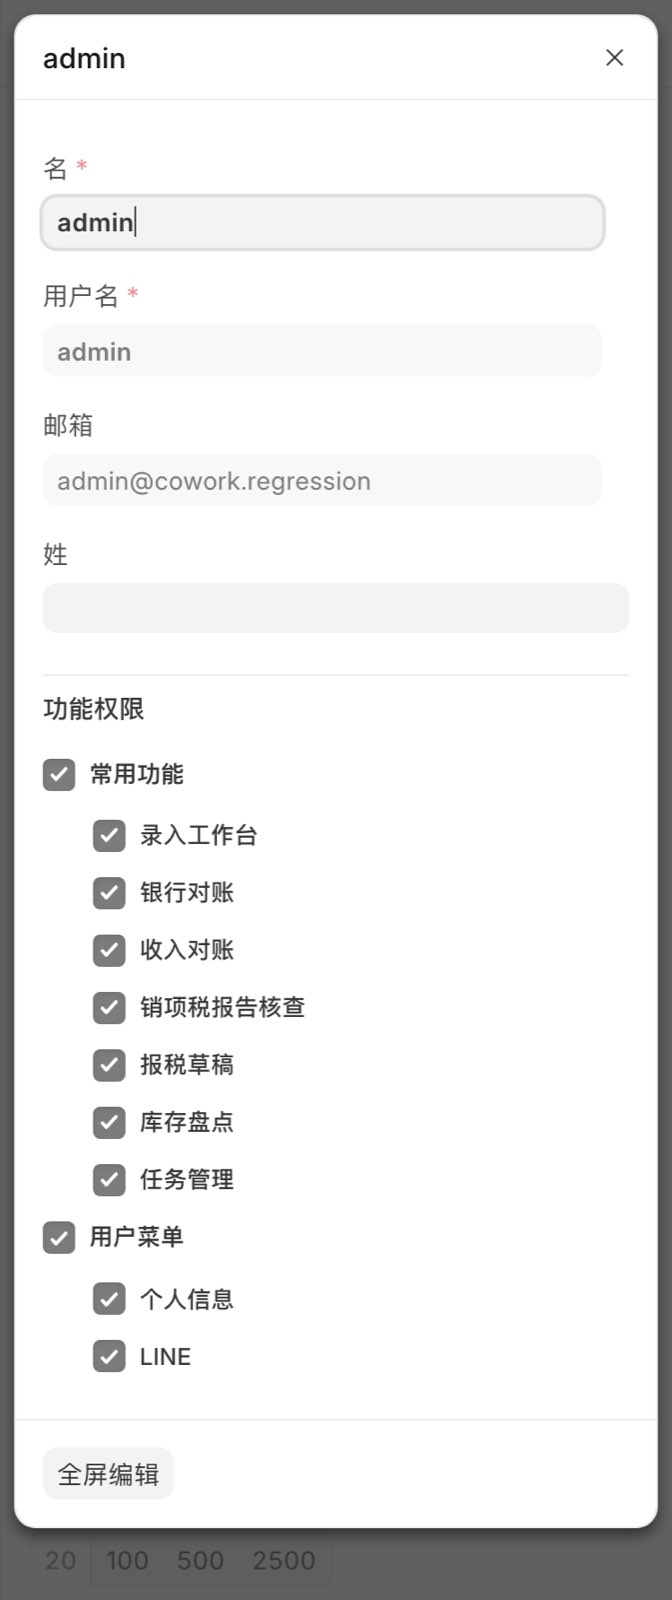 admin
名 *
admin
用户名 *
admin
邮箱
admin@cowork.regression
姓
功能权限
常用功能
录入工作台
银行对账
收入对账
销项税报告核查
报税草稿
库存盘点
任务管理
用户菜单
个人信息
LINE
全屏编辑
20 100 500 2500